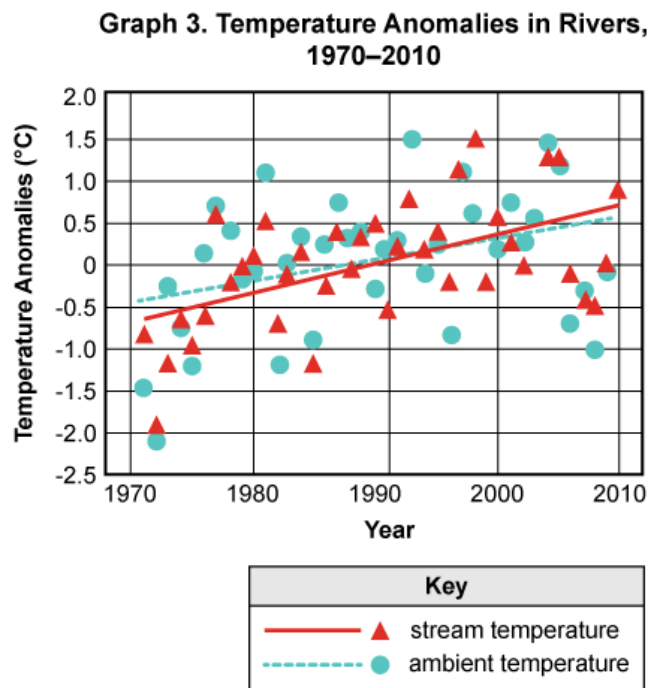 Graph 3. Temperature Anomalies in Rivers,
1970–2010
Temperature Anomalies (°C)
2.0
1.5
1.0
0.5
0
-0.5
-1.0
-1.5
-2.0
-2.5
1970 1980 1990 2000 2010
Year
Key
stream temperature
ambient temperature